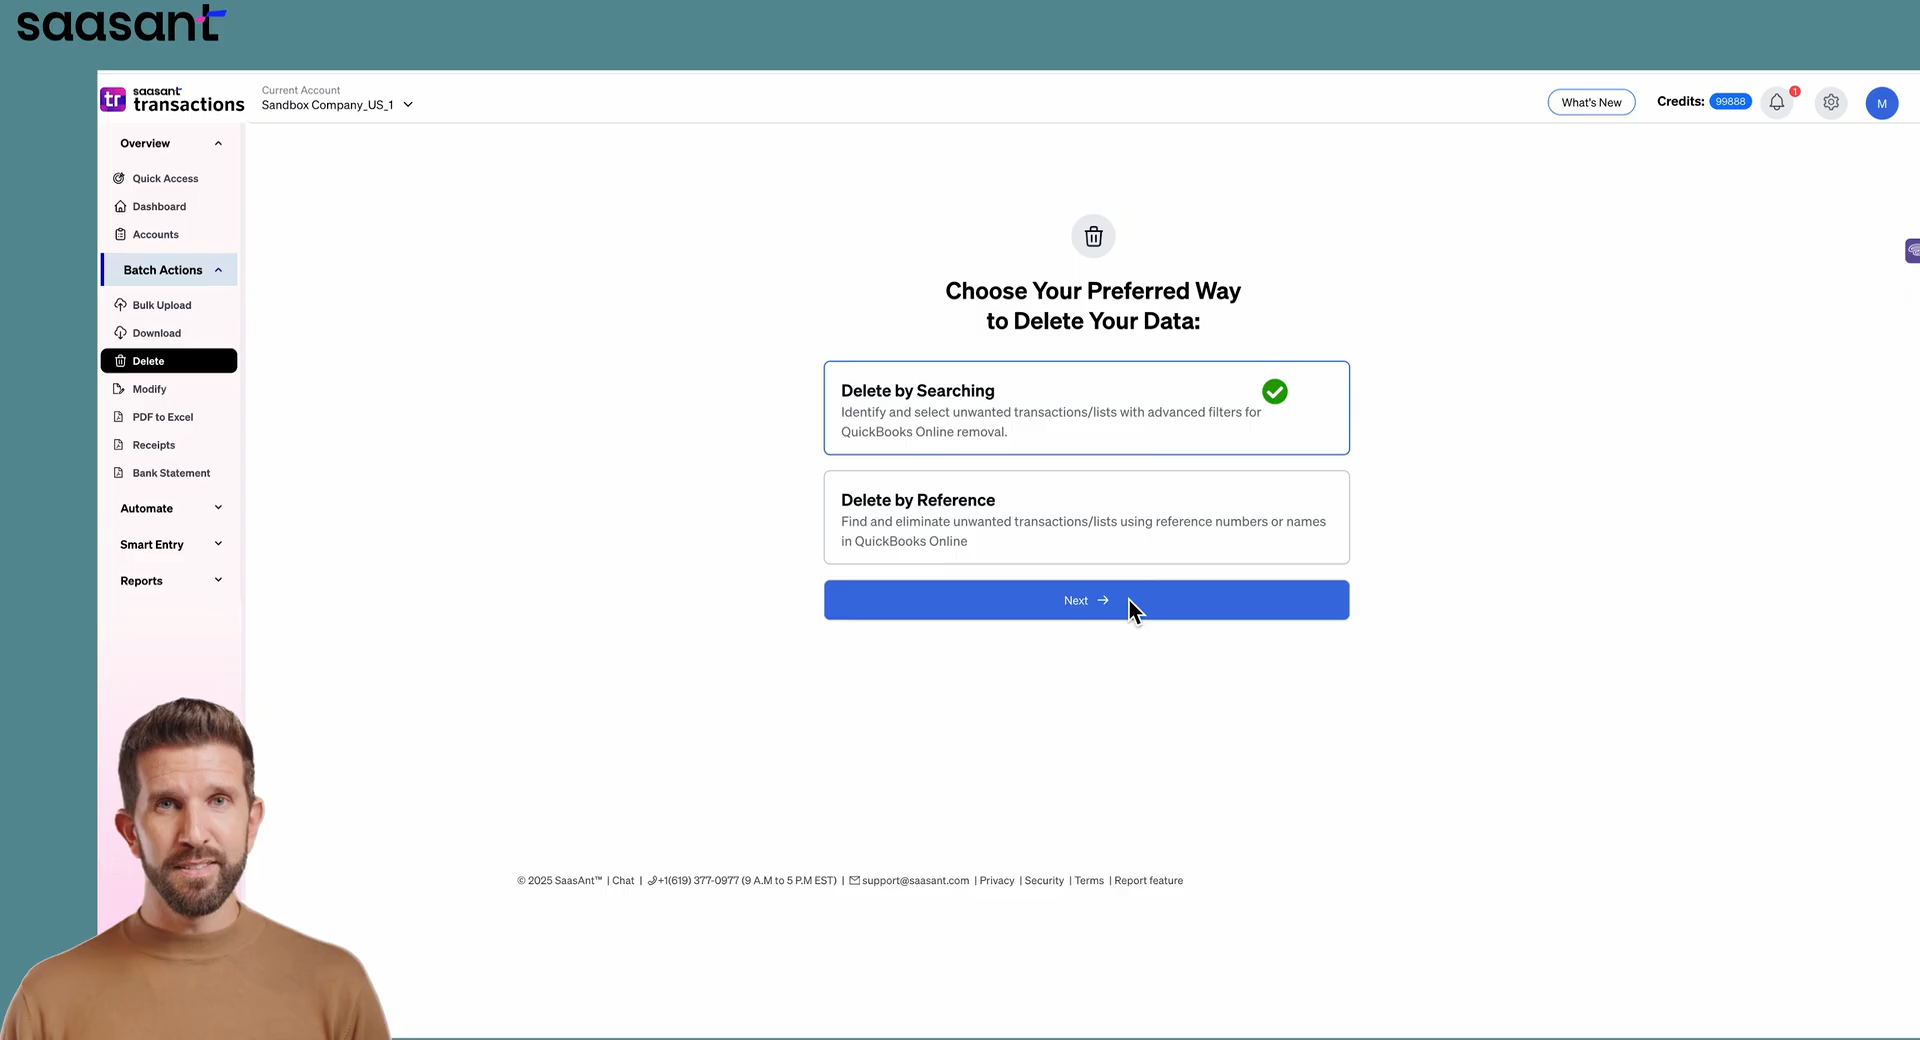 saasant
tr
saasant
transactions
Current Account
Sandbox Company_US_1
What's New
Credits:
99888
1
M
Overview
Quick Access
Dashboard
Accounts
Batch Actions
Bulk Upload
Download
Delete
Modify
PDF to Excel
Receipts
Bank Statement
Automate
Smart Entry
Reports
Choose Your Preferred Way
to Delete Your Data:
Delete by Searching
Identify and select unwanted transactions/lists with advanced filters for
QuickBooks Online removal.
Delete by Reference
Find and eliminate unwanted transactions/lists using reference numbers or names
in QuickBooks Online
Next
© 2025 SaasAnt™ | Chat | +1(619) 377-0977 (9 A.M to 5 P.M EST) | support@saasant.com | Privacy | Security | Terms | Report feature